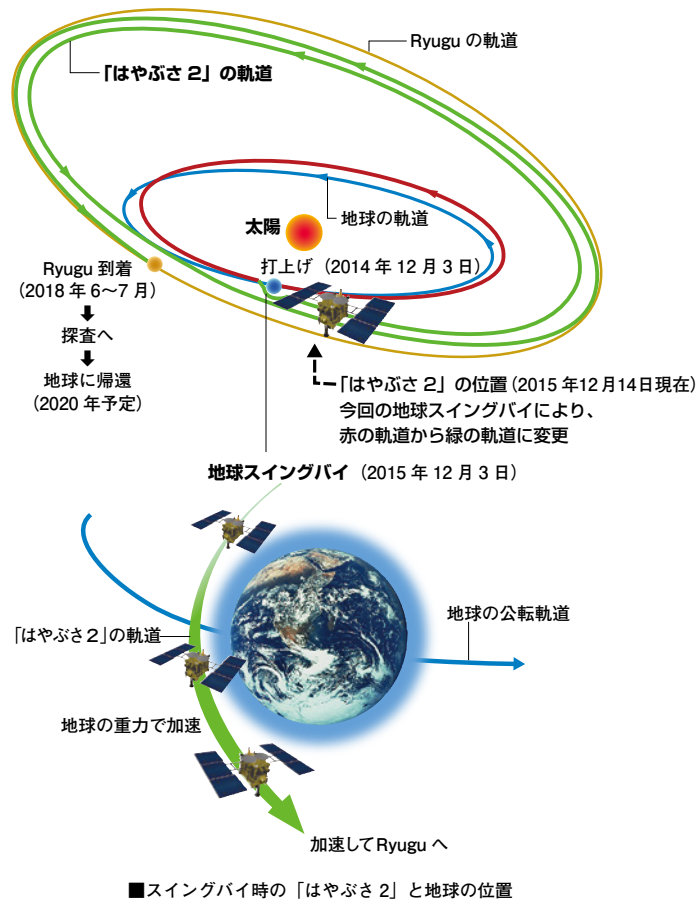 Ryugu の軌道
「はやぶさ 2」の軌道
地球の軌道
太陽
打上げ（2014 年 12 月 3 日）
Ryugu 到着
（2018 年 6～7 月）
探査へ
地球に帰還
（2020 年予定）
「はやぶさ 2」の位置（2015 年12月14日現在）
今回の地球スイングバイにより、
赤の軌道から緑の軌道に変更
地球スイングバイ（2015 年 12 月 3 日）
地球の公転軌道
「はやぶさ2」の軌道
地球の重力で加速
加速してRyugu へ
■スイングバイ時の「はやぶさ 2」と地球の位置